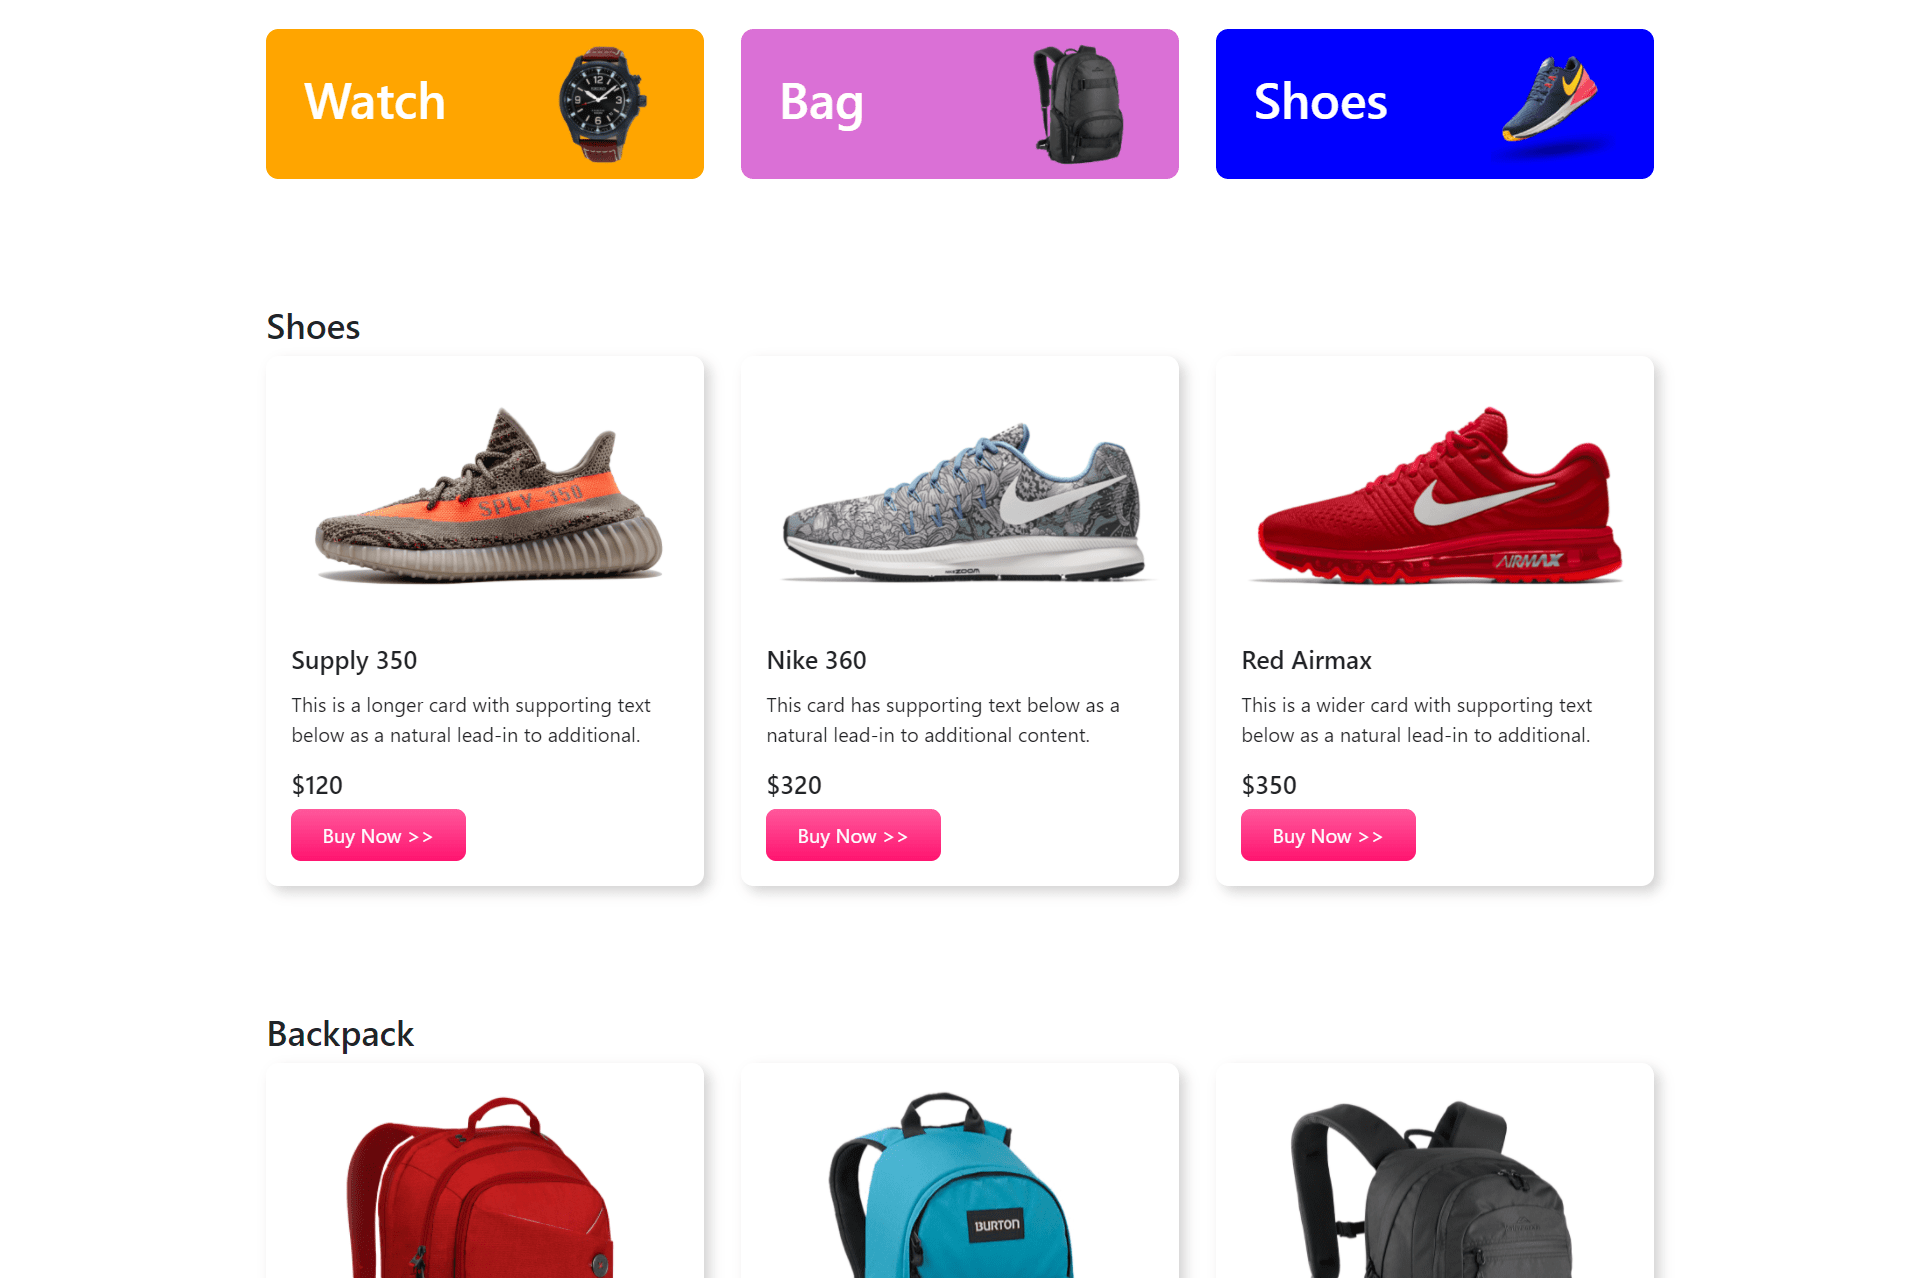 Watch
Bag
Shoes
Shoes
SPLY-350
ZOOM
AIRMAX
Supply 350
This is a longer card with supporting text
below as a natural lead-in to additional.
$120
Buy Now >>
Nike 360
This card has supporting text below as a
natural lead-in to additional content.
$320
Buy Now >>
Red Airmax
This is a wider card with supporting text
below as a natural lead-in to additional.
$350
Buy Now >>
Backpack
BURTON